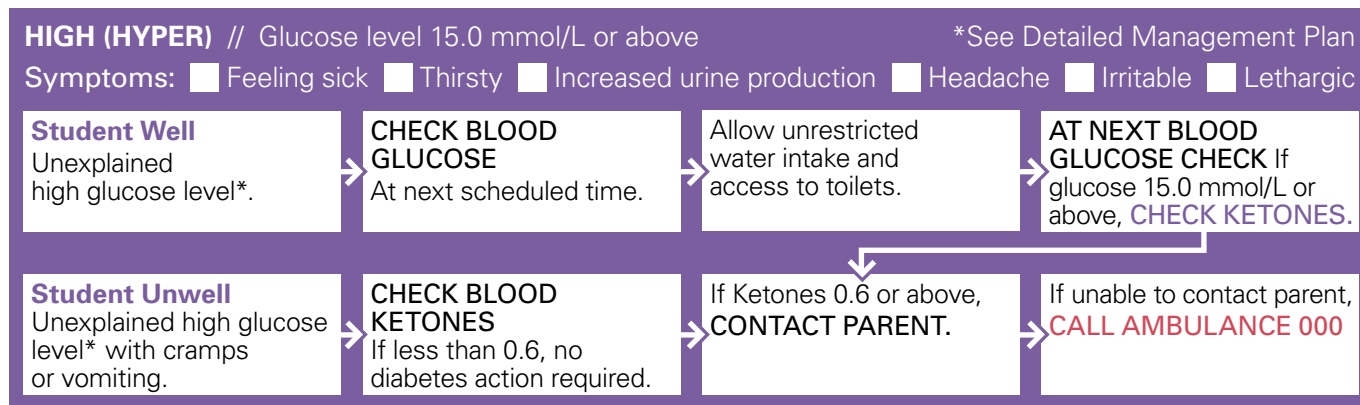 HIGH (HYPER) // Glucose level 15.0 mmol/L or above *See Detailed Management Plan
Symptoms: Feeling sick Thirsty Increased urine production Headache Irritable Lethargic
Student Well
Unexplained
high glucose level*.
CHECK BLOOD
GLUCOSE
At next scheduled time.
Allow unrestricted
water intake and
access to toilets.
AT NEXT BLOOD
GLUCOSE CHECK If
glucose 15.0 mmol/L or
above, CHECK KETONES.
Student Unwell
Unexplained high glucose
level* with cramps
or vomiting.
CHECK BLOOD
KETONES
If less than 0.6, no
diabetes action required.
If Ketones 0.6 or above,
CONTACT PARENT.
If unable to contact parent,
CALL AMBULANCE 000